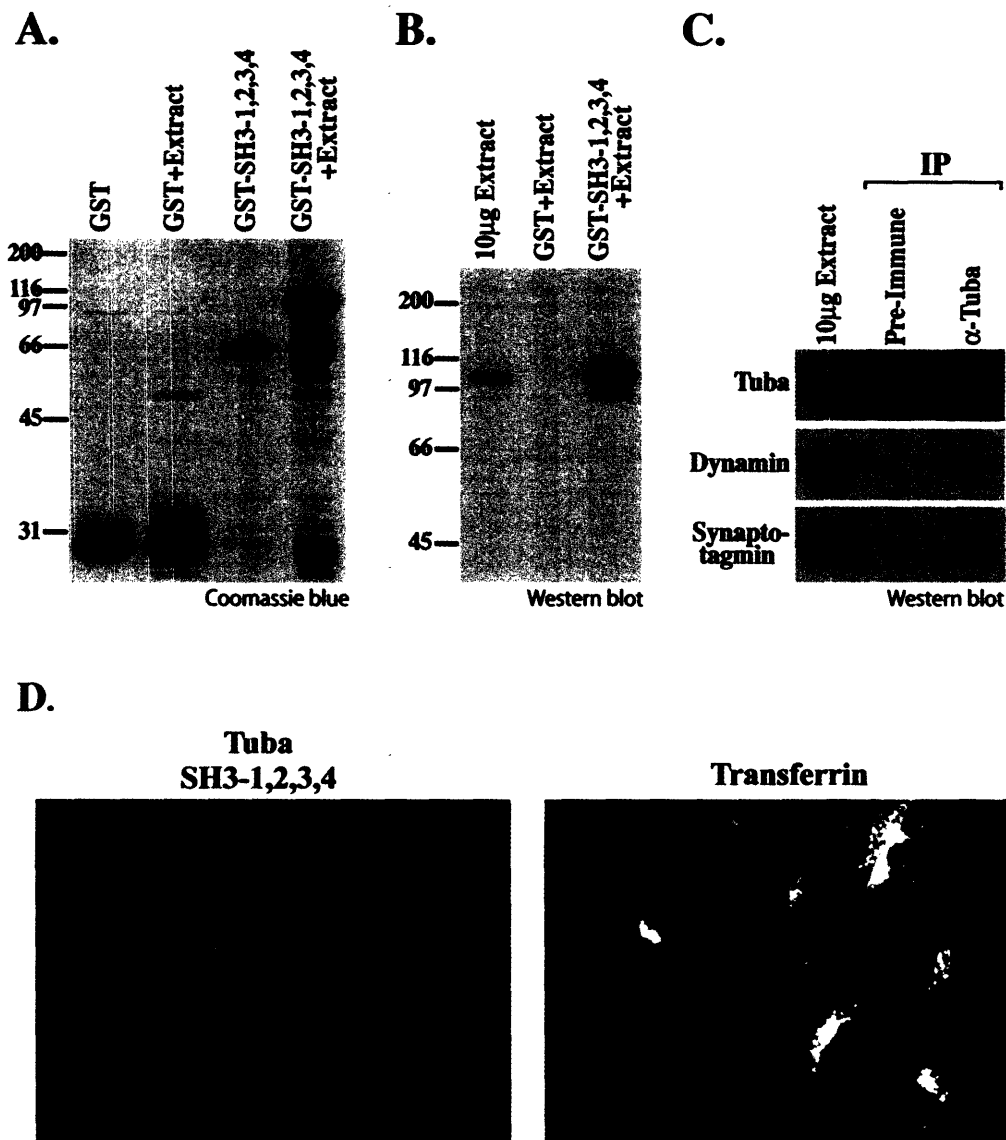 A.
GST
GST+Extract
GST-SH3-1,2,3,4
GST-SH3-1,2,3,4
+Extract
200
116
97
66
45
31
Coomassie blue
B.
10µg Extract
GST+Extract
GST-SH3-1,2,3,4
+Extract
200
116
97
66
45
Western blot
C.
IP
10µg Extract
Pre-Immune
α-Tuba
Tuba
Dynamin
Synapto-
tagmin
Western blot
D.
Tuba
SH3-1,2,3,4
Transferrin